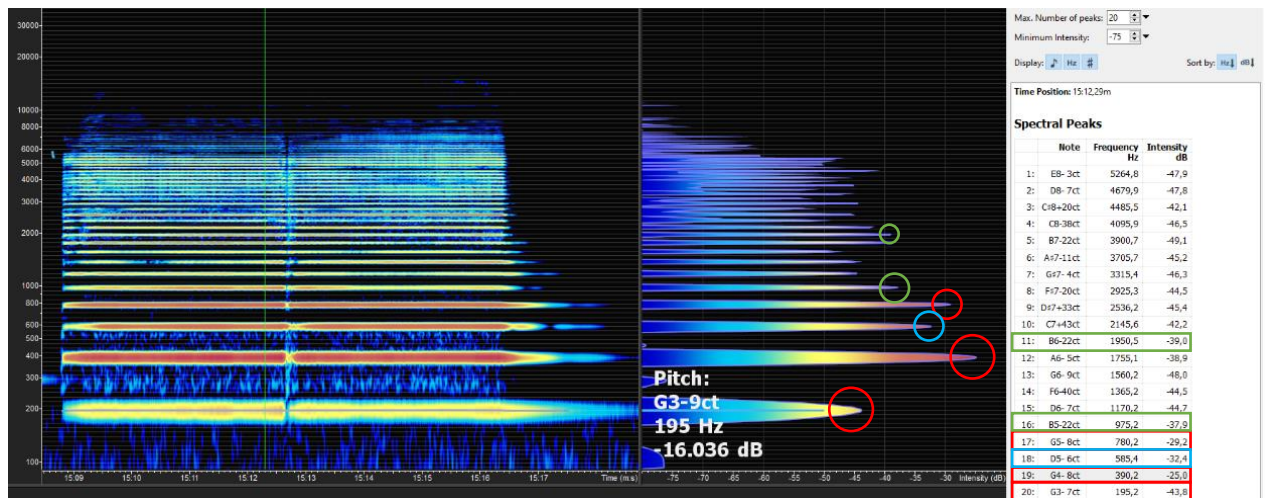 30000
20000
10000
8000
6000
5000
4000
3000
2000
1000
800
600
500
400
300
200
100
15:09 15:10 15:11 15:12 15:13 15:14 15:15 15:16 15:17 Time (m:s)
Pitch:
G3-9ct
195 Hz
-16.036 dB
-75 -70 -65 -60 -55 -50 -45 -40 -35 -30 Intensity (dB)
Max. Number of peaks: 20
Minimum Intensity: -75
Display: ♪ Hz # Sort by: Hz dB
Time Position: 15:12,29m
Spectral Peaks
Note Frequency Hz Intensity dB
1: E8- 3ct 5264,8 -47,9
2: D8- 7ct 4679,9 -47,8
3: C♯8+20ct 4485,5 -42,1
4: C8-38ct 4095,9 -46,5
5: B7-22ct 3900,7 -49,1
6: A♯7-11ct 3705,7 -45,2
7: G♯7- 4ct 3315,4 -46,3
8: F♯7-20ct 2925,3 -44,5
9: D♯7+33ct 2536,2 -45,4
10: C7+43ct 2145,6 -42,2
11: B6-22ct 1950,5 -39,0
12: A6- 5ct 1755,1 -38,9
13: G6- 9ct 1560,2 -48,0
14: F6-40ct 1365,2 -44,5
15: D6- 7ct 1170,2 -44,7
16: B5-22ct 975,2 -37,9
17: G5- 8ct 780,2 -29,2
18: D5- 6ct 585,4 -32,4
19: G4- 8ct 390,2 -25,0
20: G3- 7ct 195,2 -43,8